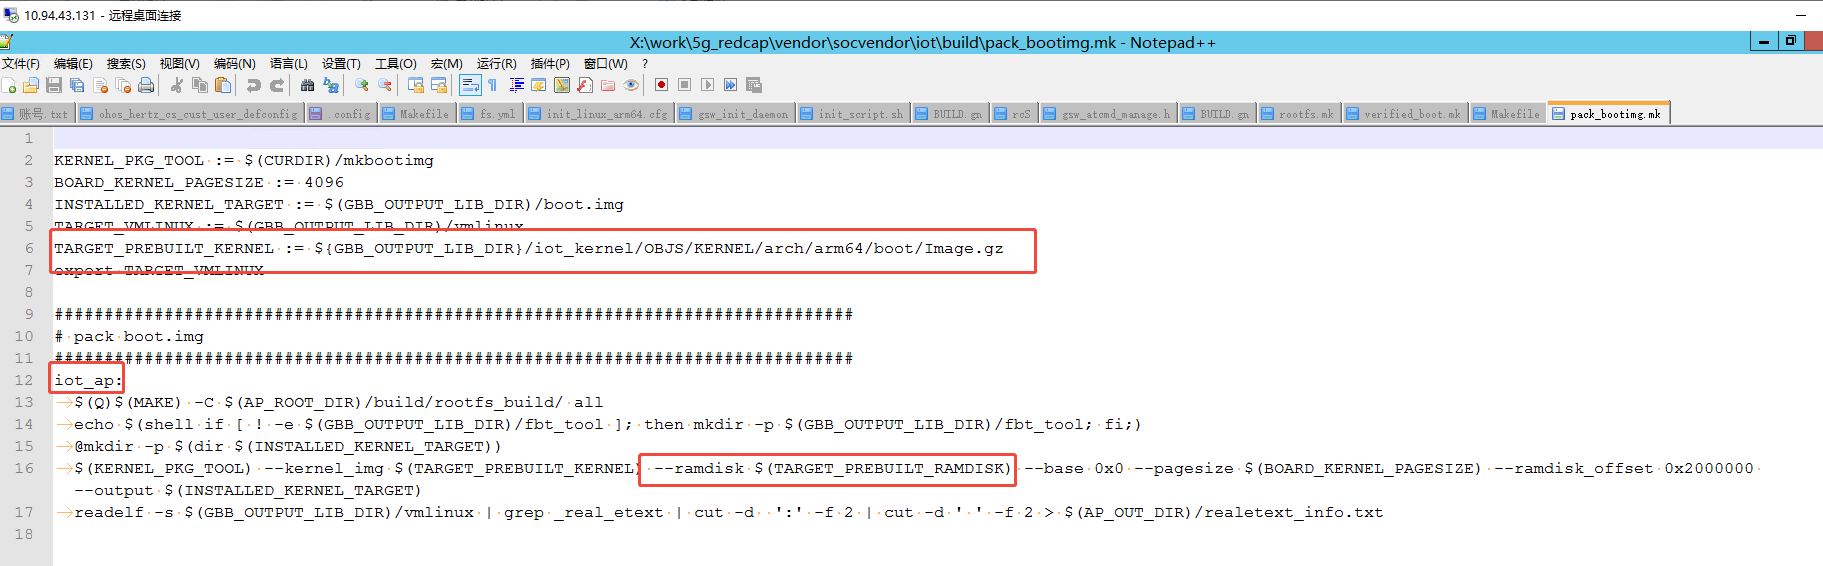 10.94.43.131 - 远程桌面连接
X:\work\5g_redcap\vendor\socvendor\iot\build\pack_bootimg.mk - Notepad++
文件(F) 编辑(E) 搜索(S) 视图(V) 编码(N) 语言(L) 设置(T) 工具(O) 宏(M) 运行(R) 插件(P) 窗口(W) ?
账号.txt ohos_hertz_cs_cust_user_defconfig .config Makefile fs.yml init_linux_arm64.cfg gsw_init_daemon init_script.sh BUILD.gn rcS gsw_atcmd_manage.h BUILD.gn rootfs.mk verified_boot.mk Makefile pack_bootimg.mk
1
2 KERNEL_PKG_TOOL := $(CURDIR)/mkbootimg
3 BOARD_KERNEL_PAGESIZE := 4096
4 INSTALLED_KERNEL_TARGET := $(GBB_OUTPUT_LIB_DIR)/boot.img
5 TARGET_VMLINUX := $(GBB_OUTPUT_LIB_DIR)/vmlinux
6 TARGET_PREBUILT_KERNEL := ${GBB_OUTPUT_LIB_DIR}/iot_kernel/OBJS/KERNEL/arch/arm64/boot/Image.gz
7 export TARGET_VMLINUX
8
9 ################################################################################
10 # pack boot.img
11 ################################################################################
12 iot_ap:
13 $(Q)$(MAKE) -C $(AP_ROOT_DIR)/build/rootfs_build/ all
14 echo $(shell if [ ! -e $(GBB_OUTPUT_LIB_DIR)/fbt_tool ]; then mkdir -p $(GBB_OUTPUT_LIB_DIR)/fbt_tool; fi;)
15 @mkdir -p $(dir $(INSTALLED_KERNEL_TARGET))
16 $(KERNEL_PKG_TOOL) --kernel_img $(TARGET_PREBUILT_KERNEL) --ramdisk $(TARGET_PREBUILT_RAMDISK) --base 0x0 --pagesize $(BOARD_KERNEL_PAGESIZE) --ramdisk_offset 0x2000000
--output $(INSTALLED_KERNEL_TARGET)
17 readelf -s $(GBB_OUTPUT_LIB_DIR)/vmlinux | grep _real_etext | cut -d ':' -f 2 | cut -d ' ' -f 2 > $(AP_OUT_DIR)/realetext_info.txt
18